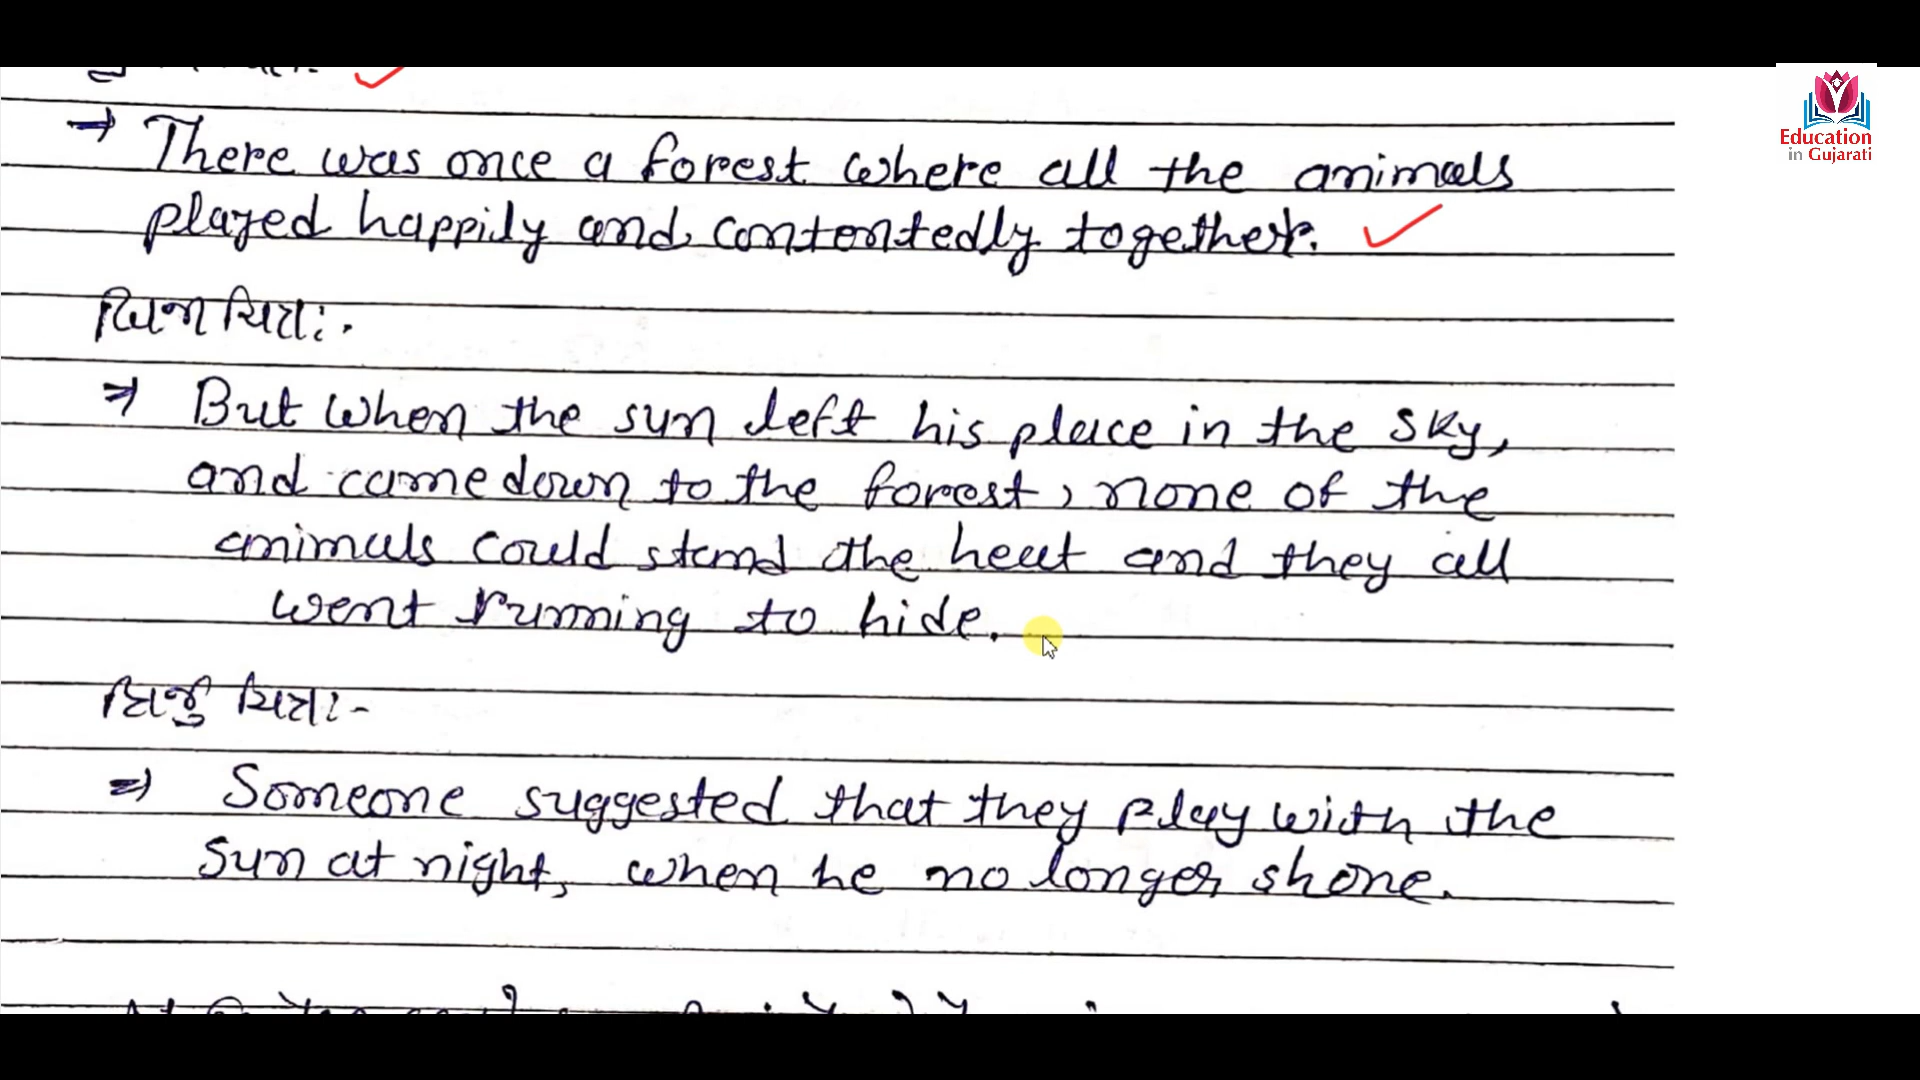 → There was once a forest where all the animals
played happily and contentedly together.
બિજા ચિત્રઃ-
⇒ But when the sun left his place in the sky,
and came down to the forest, none of the
animals could stand the heat and they all
went running to hide.
ત્રિજું ચિત્રઃ-
⇒ Someone suggested that they play with the
Sun at night, when he no longer shone.
Education
in Gujarati